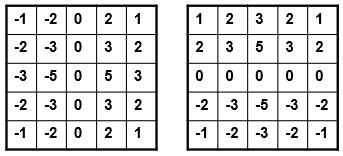 -1 -2 0 2 1
-2 -3 0 3 2
-3 -5 0 5 3
-2 -3 0 3 2
-1 -2 0 2 1
1 2 3 2 1
2 3 5 3 2
0 0 0 0 0
-2 -3 -5 -3 -2
-1 -2 -3 -2 -1